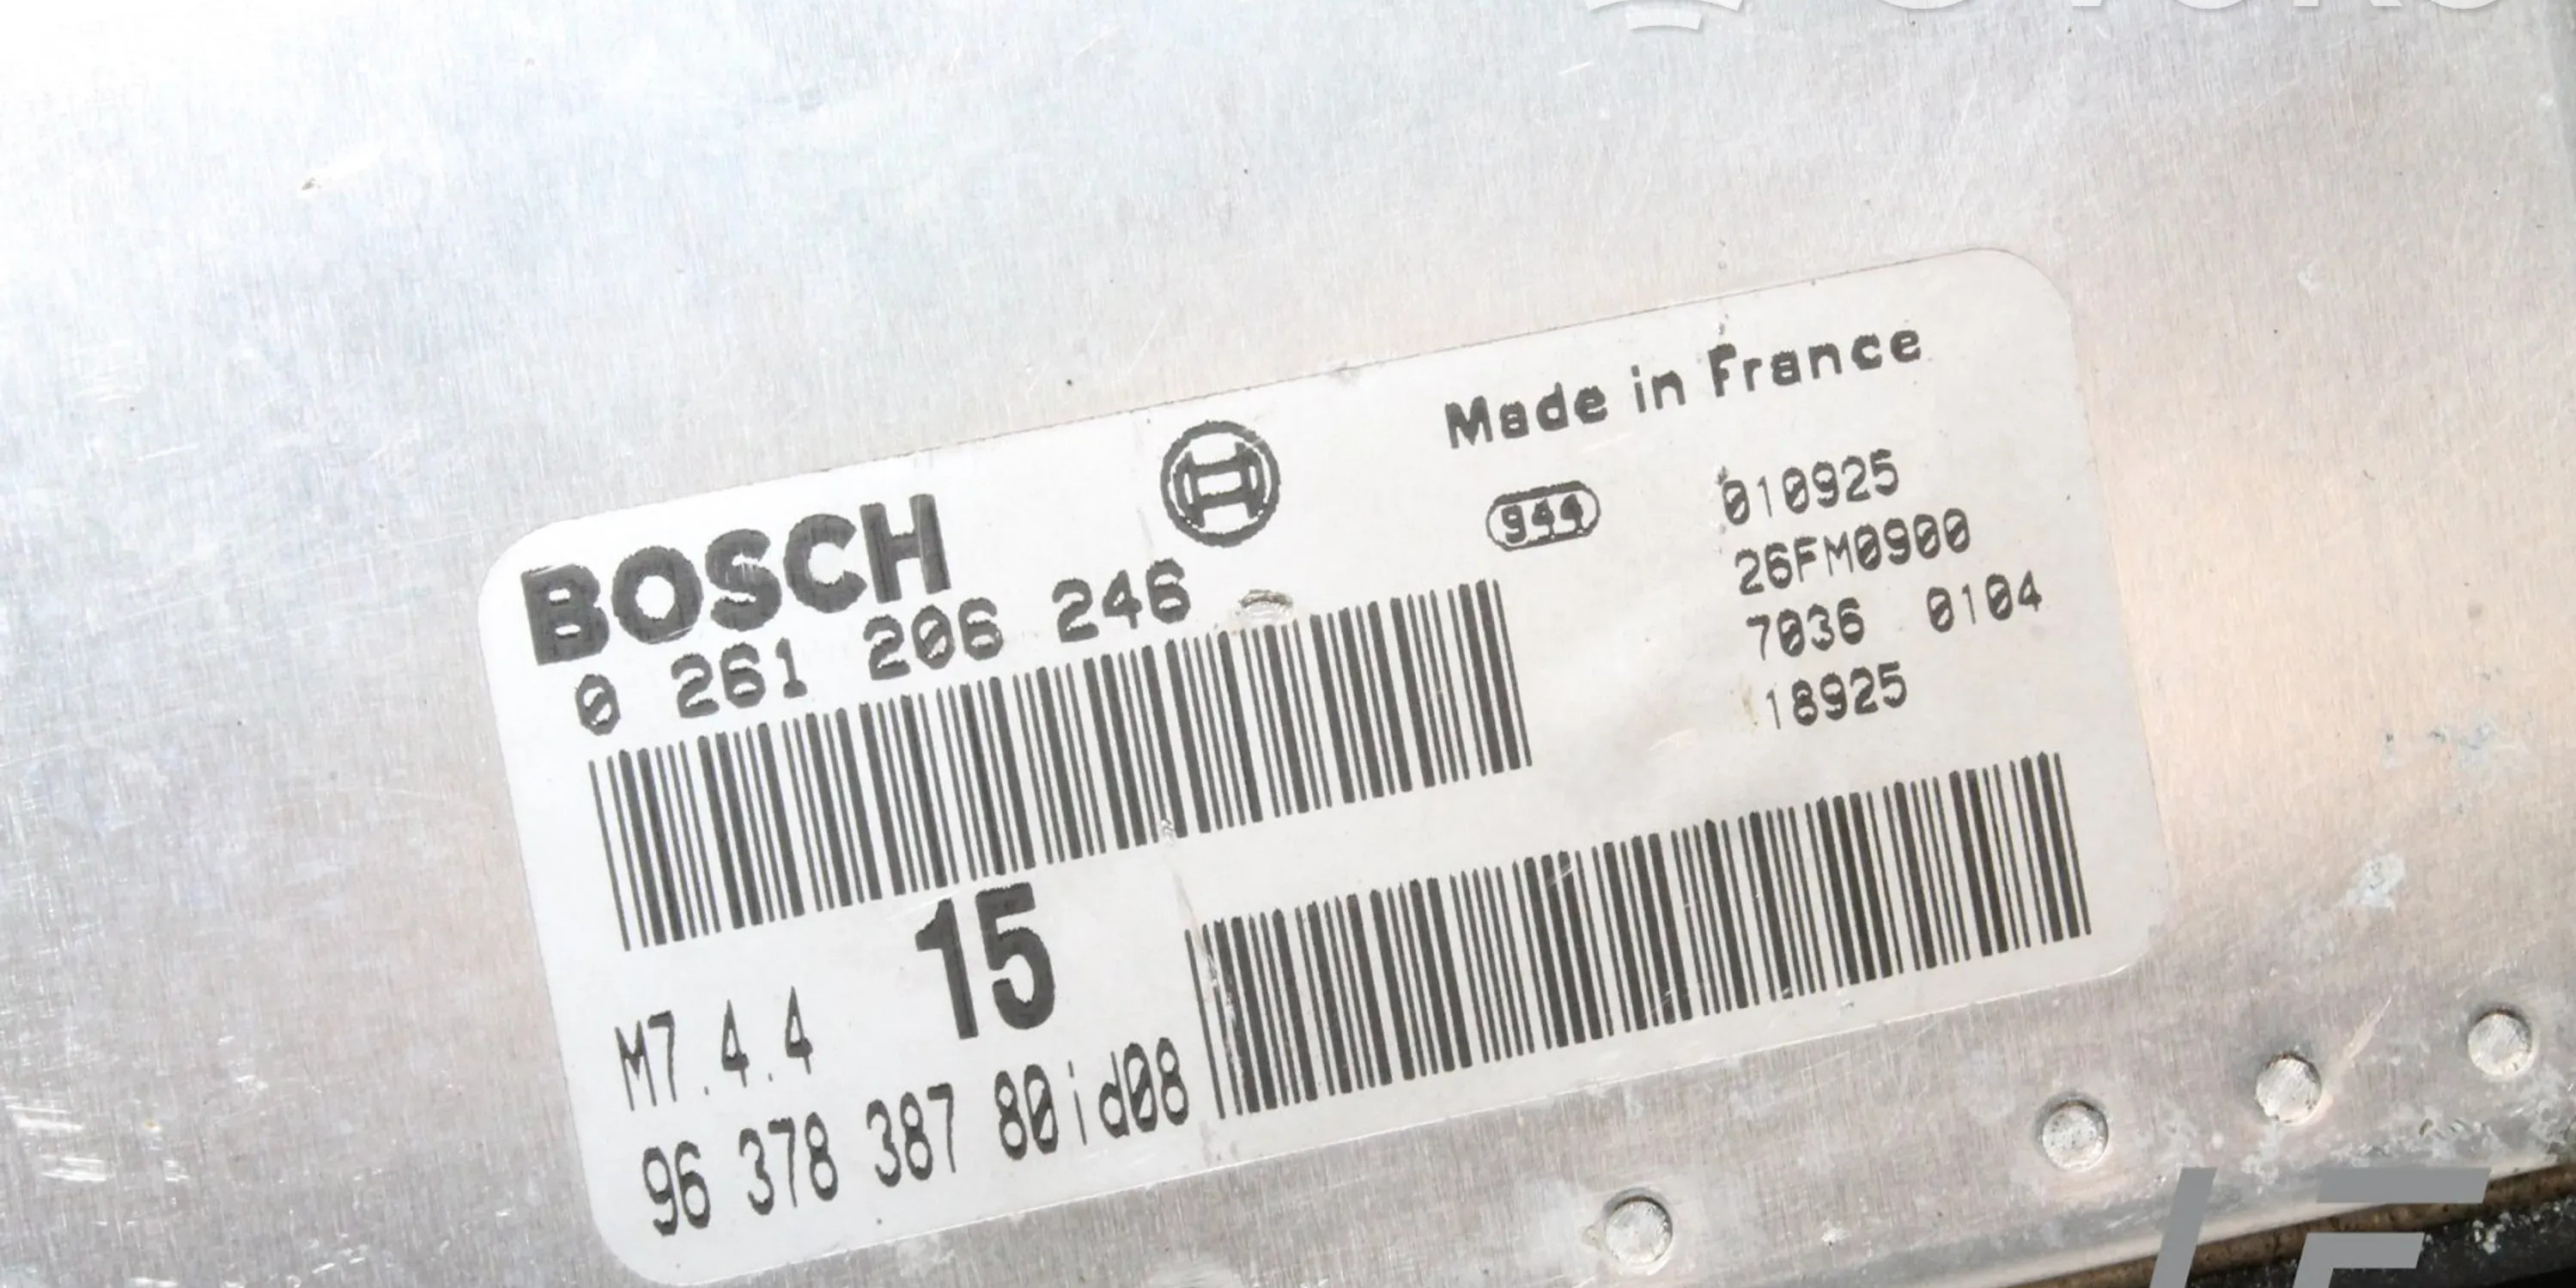 Made in France
BOSCH
944
010925
0 261 206 246
26FM0900
7036 0104
18925
15
M7.4.4
96 378 387 80id08